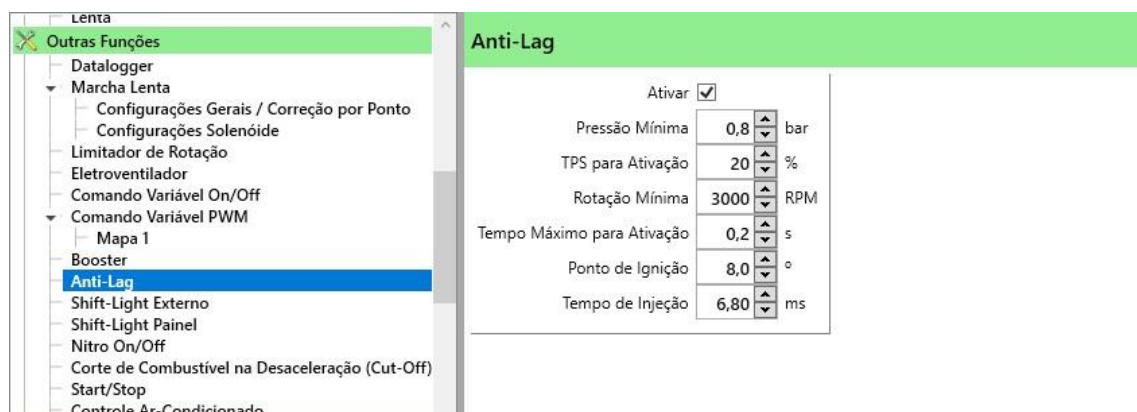 Lenta
Outras Funções
Datalogger
Marcha Lenta
Configurações Gerais / Correção por Ponto
Configurações Solenóide
Limitador de Rotação
Eletroventilador
Comando Variável On/Off
Comando Variável PWM
Mapa 1
Booster
Anti-Lag
Shift-Light Externo
Shift-Light Painel
Nitro On/Off
Corte de Combustível na Desaceleração (Cut-Off)
Start/Stop
Controle Ar-Condicionado
Anti-Lag
Ativar
Pressão Mínima 0,8 bar
TPS para Ativação 20 %
Rotação Mínima 3000 RPM
Tempo Máximo para Ativação 0,2 s
Ponto de Ignição 8,0 °
Tempo de Injeção 6,80 ms